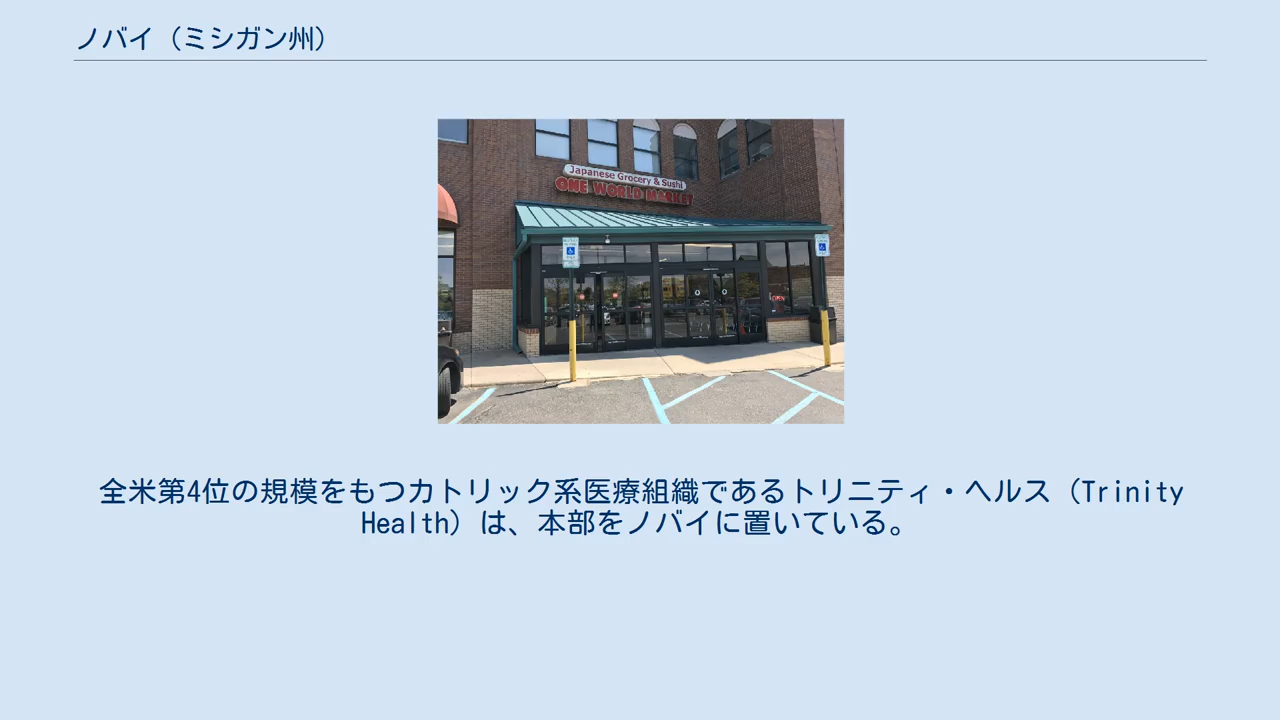 ノバイ（ミシガン州）
Japanese Grocery & Sushi
ONE WORLD MARKET
OPEN
全米第4位の規模をもつカトリック系医療組織であるトリニティ・ヘルス（Trinity
Health）は、本部をノバイに置いている。